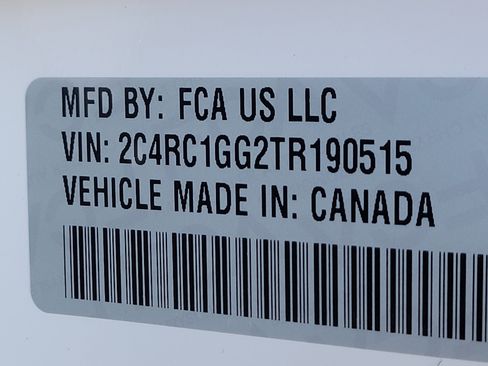 MFD BY: FCA US LLC
VIN: 2C4RC1GG2TR190515
VEHICLE MADE IN: CANADA